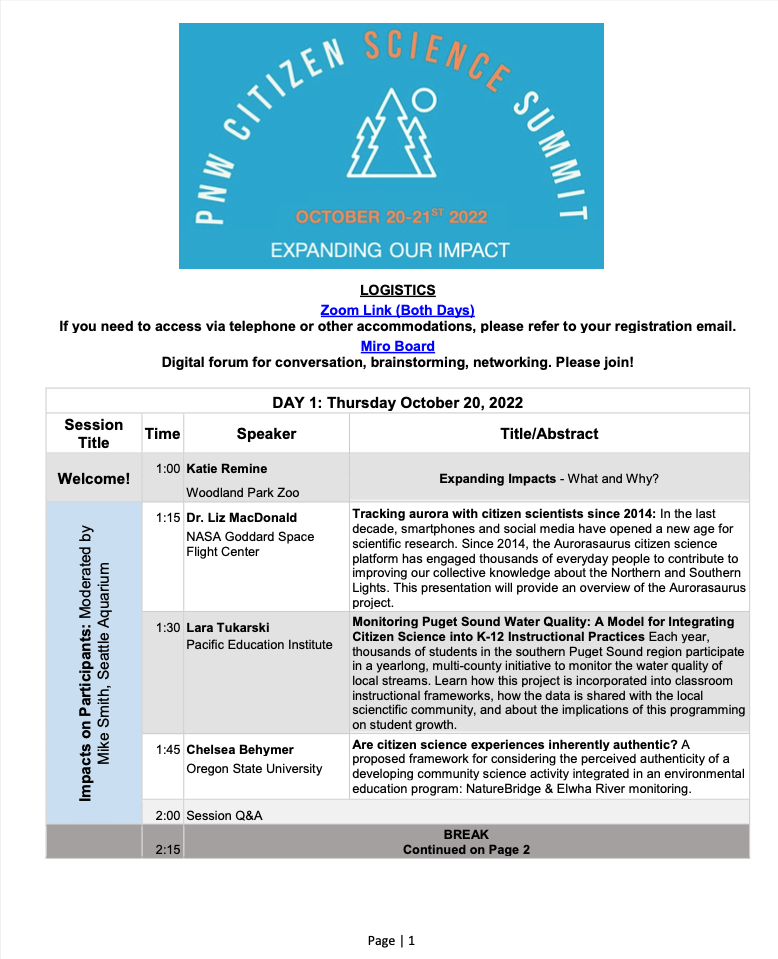 PNW CITIZEN SCIENCE SUMMIT
OCTOBER 20-21ST 2022
EXPANDING OUR IMPACT
LOGISTICS
Zoom Link (Both Days)
If you need to access via telephone or other accommodations, please refer to your registration email.
Miro Board
Digital forum for conversation, brainstorming, networking. Please join!
DAY 1: Thursday October 20, 2022
Session
Title
Time
Speaker
Title/Abstract
Welcome!
1:00
Katie Remine
Woodland Park Zoo
Expanding Impacts - What and Why?
Impacts on Participants: Moderated by
Mike Smith, Seattle Aquarium
1:15
Dr. Liz MacDonald
NASA Goddard Space
Flight Center
Tracking aurora with citizen scientists since 2014: In the last
decade, smartphones and social media have opened a new age for
scientific research. Since 2014, the Aurorasaurus citizen science
platform has engaged thousands of everyday people to contribute to
improving our collective knowledge about the Northern and Southern
Lights. This presentation will provide an overview of the Aurorasaurus
project.
1:30
Lara Tukarski
Pacific Education Institute
Monitoring Puget Sound Water Quality: A Model for Integrating
Citizen Science into K-12 Instructional Practices Each year,
thousands of students in the southern Puget Sound region participate
in a yearlong, multi-county initiative to monitor the water quality of
local streams. Learn how this project is incorporated into classroom
instructional frameworks, how the data is shared with the local
scienctific community, and about the implications of this programming
on student growth.
1:45
Chelsea Behymer
Oregon State University
Are citizen science experiences inherently authentic? A
proposed framework for considering the perceived authenticity of a
developing community science activity integrated in an environmental
education program: NatureBridge & Elwha River monitoring.
2:00
Session Q&A
2:15
BREAK
Continued on Page 2
Page | 1